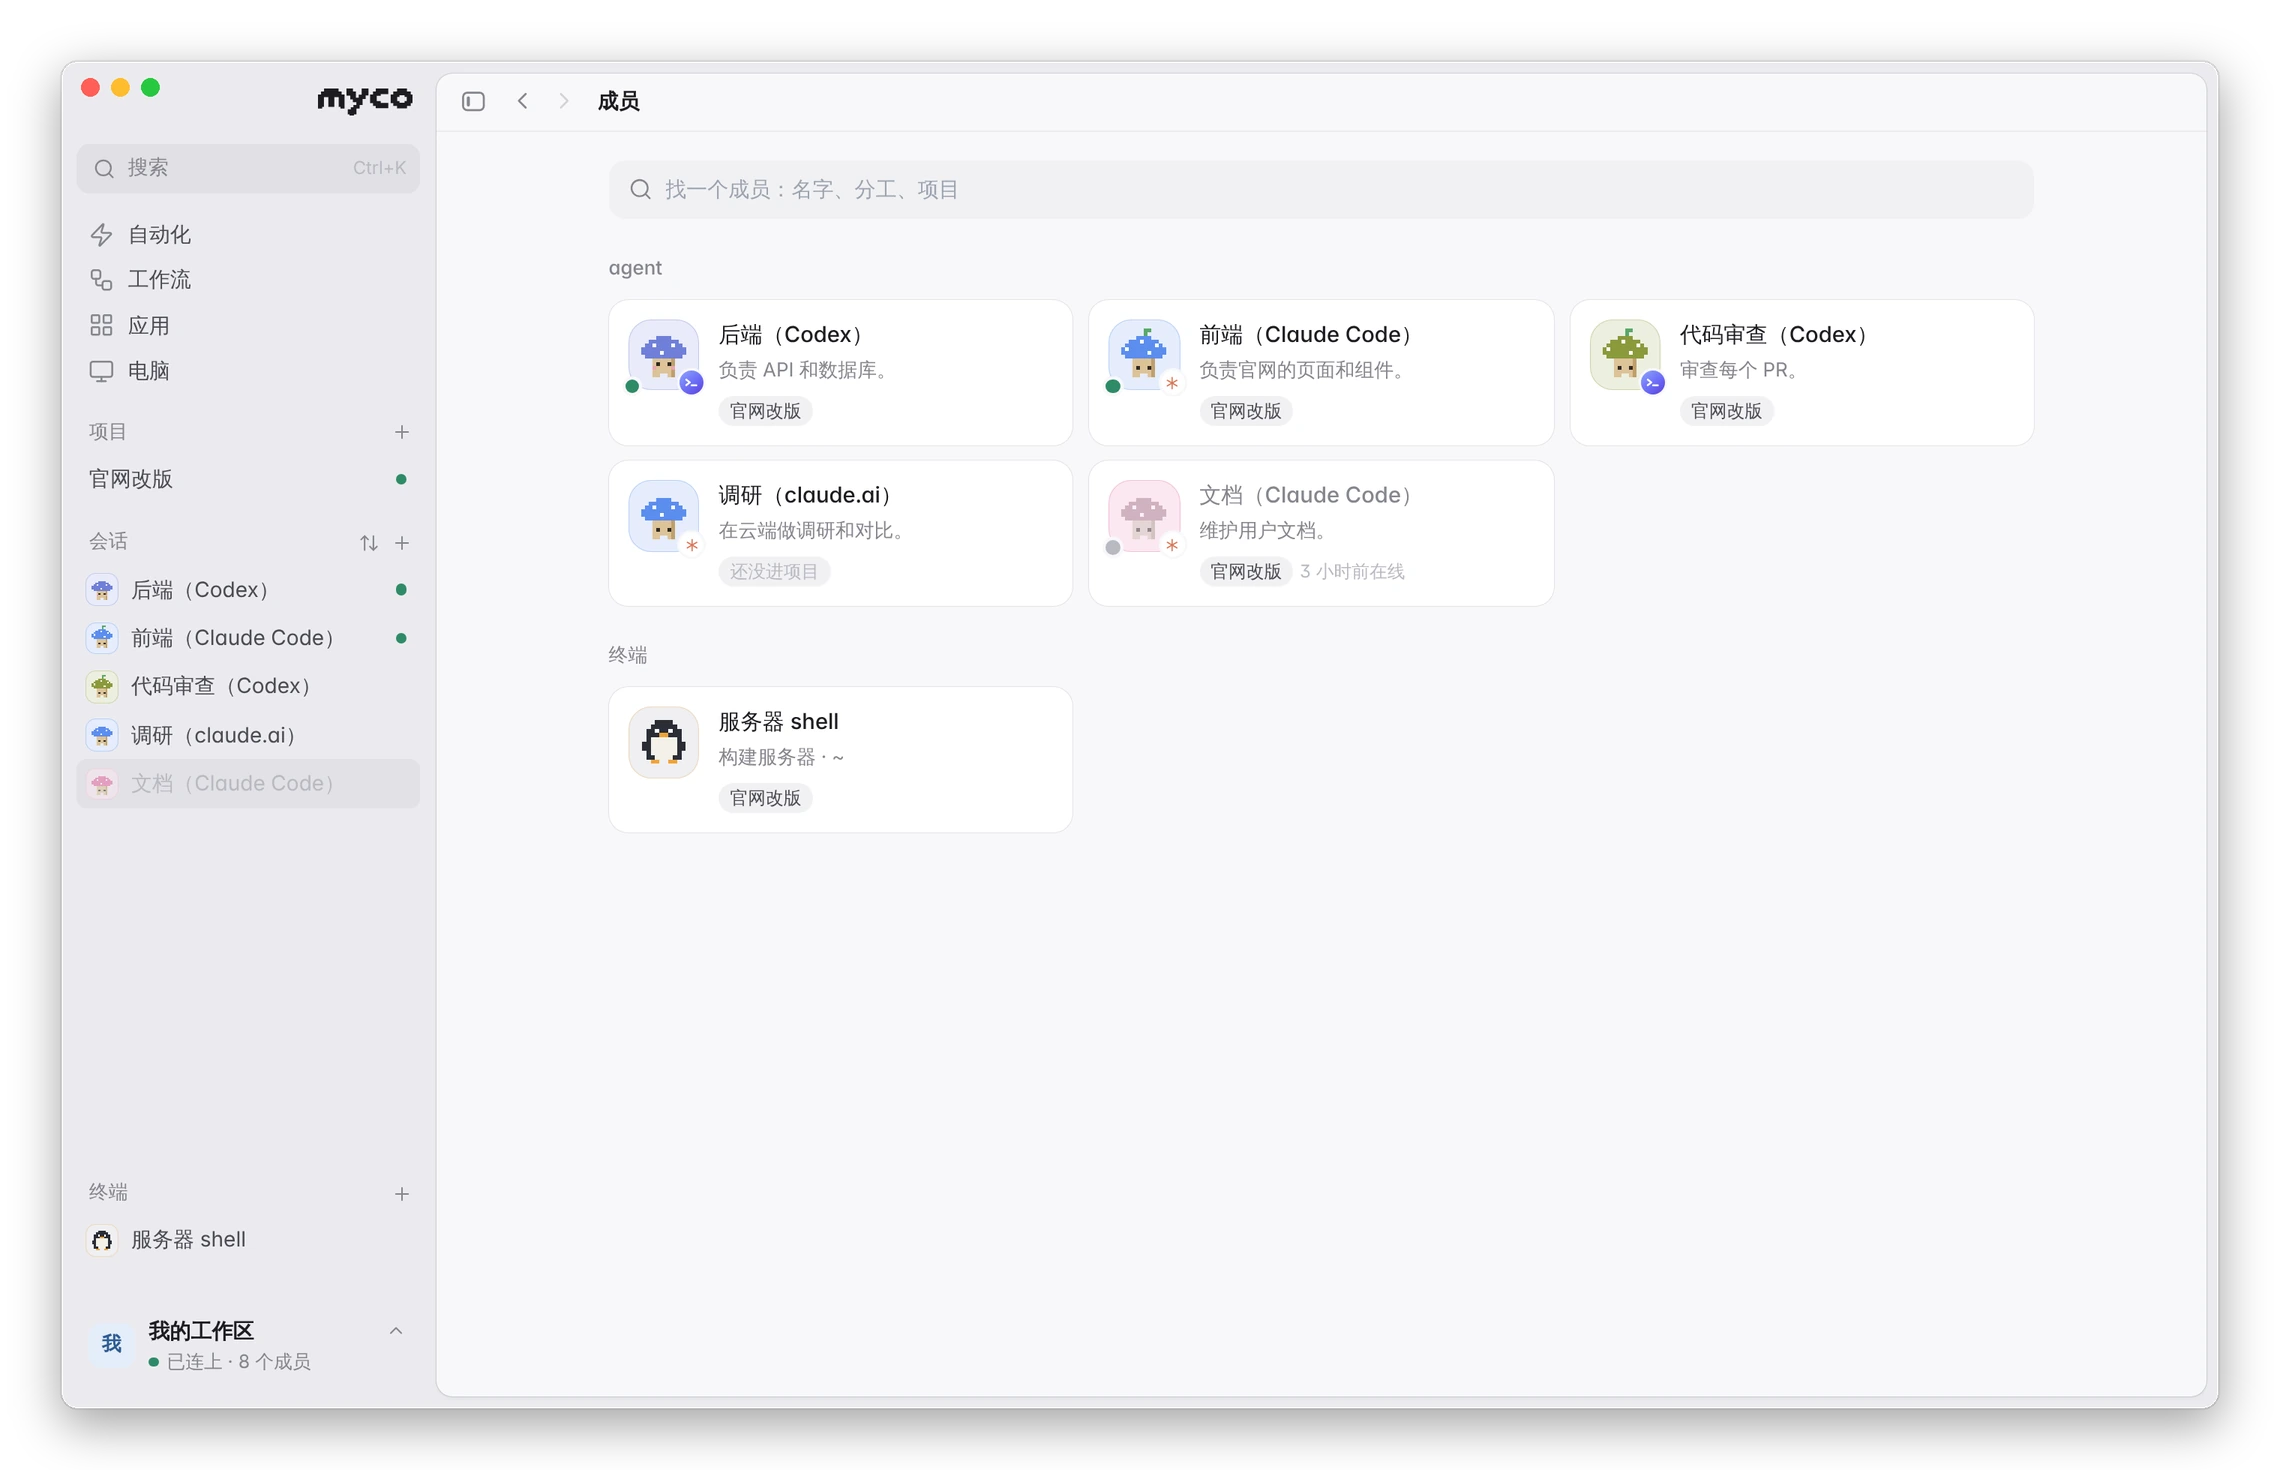 myco
搜索 Ctrl+K
自动化
工作流
应用
电脑
项目
官网改版
会话
后端（Codex）
前端（Claude Code）
代码审查（Codex）
调研（claude.ai）
文档（Claude Code）
终端
服务器 shell
我
我的工作区
已连上 · 8 个成员
成员
找一个成员：名字、分工、项目
agent
后端（Codex）
负责 API 和数据库。
官网改版
前端（Claude Code）
负责官网的页面和组件。
官网改版
代码审查（Codex）
审查每个 PR。
官网改版
调研（claude.ai）
在云端做调研和对比。
还没进项目
文档（Claude Code）
维护用户文档。
官网改版 3 小时前在线
终端
服务器 shell
构建服务器 · ~
官网改版